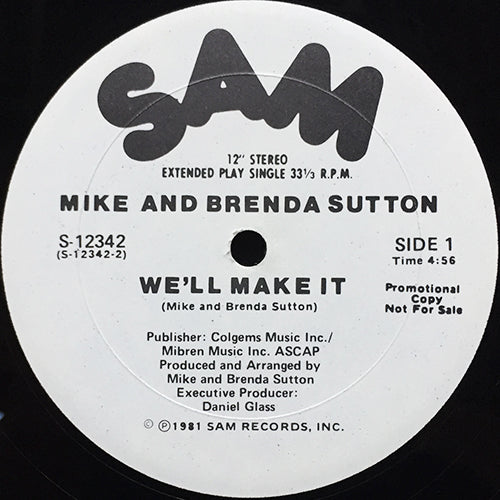 SAM
12" STEREO
EXTENDED PLAY SINGLE 33⅓ R.P.M.
MIKE AND BRENDA SUTTON
S-12342
(S-12342-2)
SIDE 1
Time 4:56
WE'LL MAKE IT
(Mike and Brenda Sutton)
Promotional
Copy
Not For Sale
Publisher: Colgems Music Inc./
Mibren Music Inc. ASCAP
Produced and Arranged by
Mike and Brenda Sutton
Executive Producer:
Daniel Glass
© ℗ 1981 SAM RECORDS, INC.